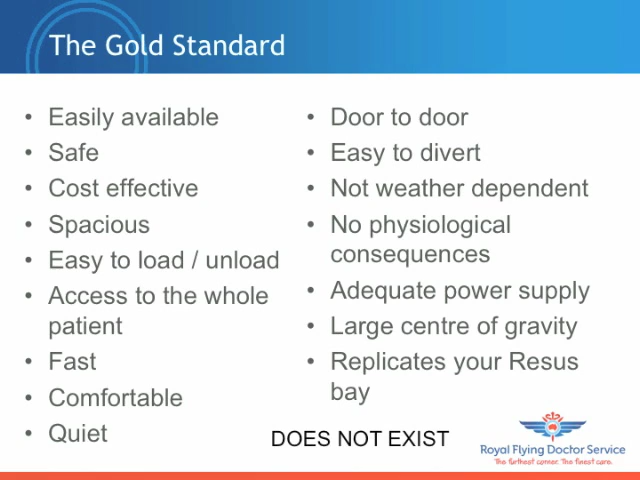 The Gold Standard
• Easily available
• Safe
• Cost effective
• Spacious
• Easy to load / unload
• Access to the whole
patient
• Fast
• Comfortable
• Quiet
• Door to door
• Easy to divert
• Not weather dependent
• No physiological
consequences
• Adequate power supply
• Large centre of gravity
• Replicates your Resus
bay
DOES NOT EXIST
Royal Flying Doctor Service
The furthest corner. The finest care.